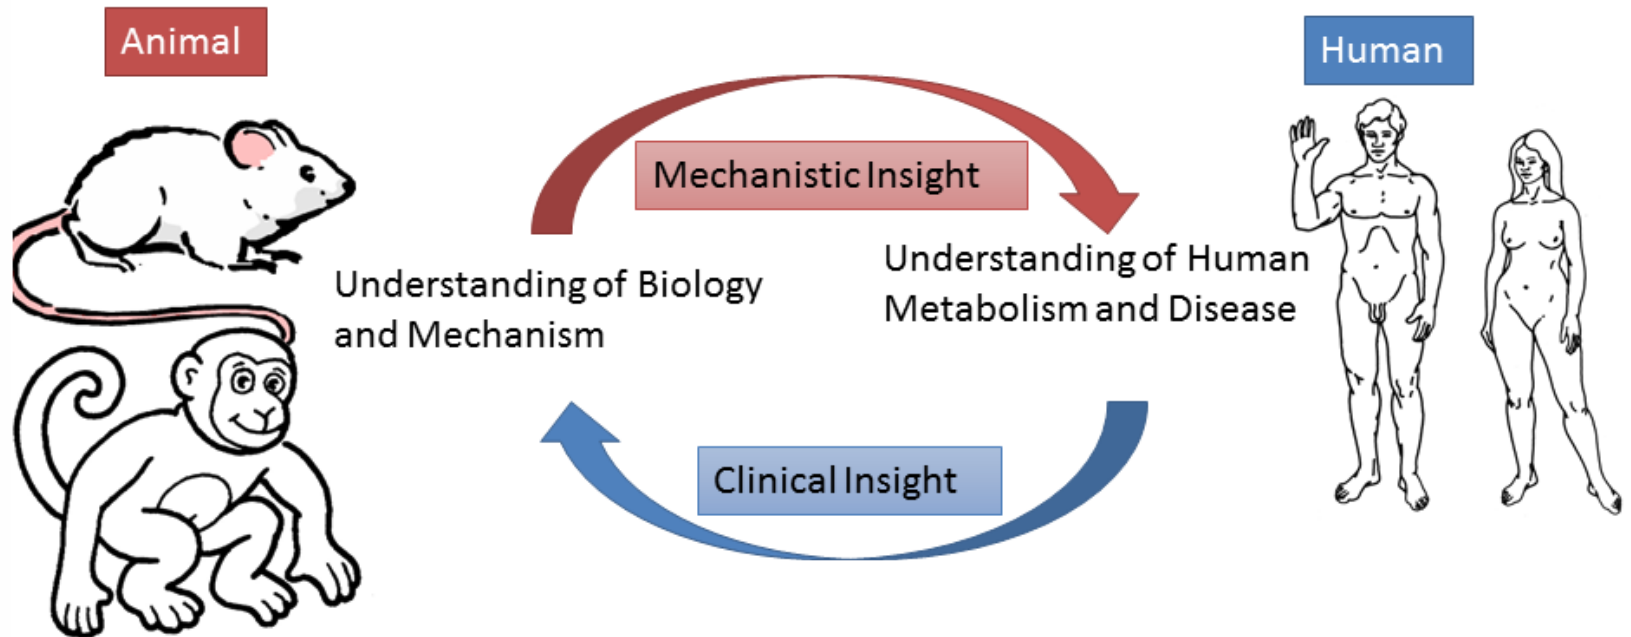 Animal
Human
Mechanistic Insight
Understanding of Biology
and Mechanism
Understanding of Human
Metabolism and Disease
Clinical Insight